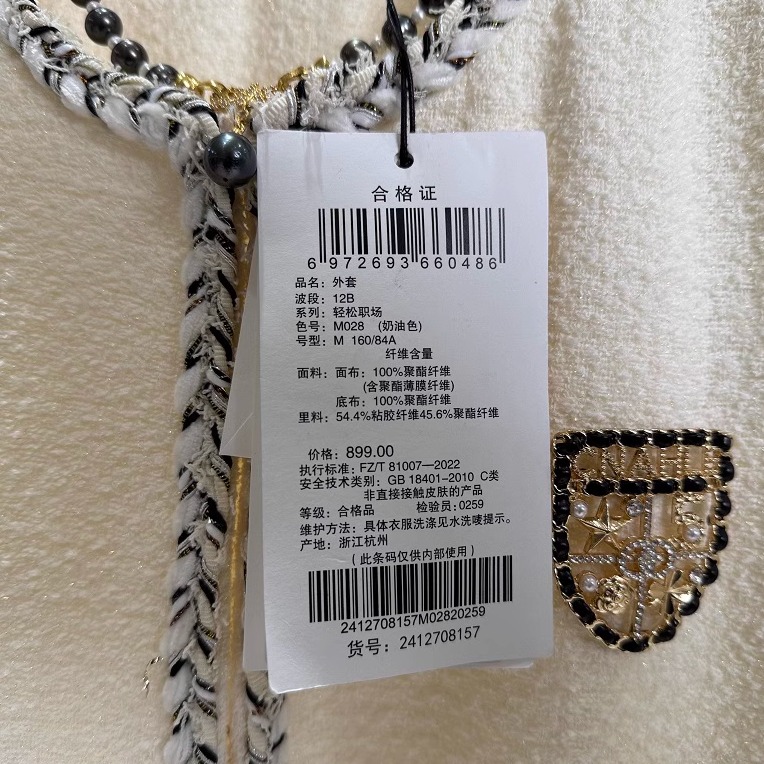 合格证
6 972693 660486
品名：外套
波段：12B
系列：轻松职场
色号：M028 （奶油色）
号型：M 160/84A
纤维含量
面料：面布：100%聚酯纤维
(含聚酯薄膜纤维)
底布：100%聚酯纤维
里料：54.4%粘胶纤维45.6%聚酯纤维
价格：899.00
执行标准：FZ/T 81007—2022
安全技术类别：GB 18401-2010 C类
非直接接触皮肤的产品
等级：合格品 检验员：0259
维护方法：具体衣服洗涤见水洗唛提示。
产地：浙江杭州
（此条码仅供内部使用）
2412708157M02820259
货号：2412708157
5